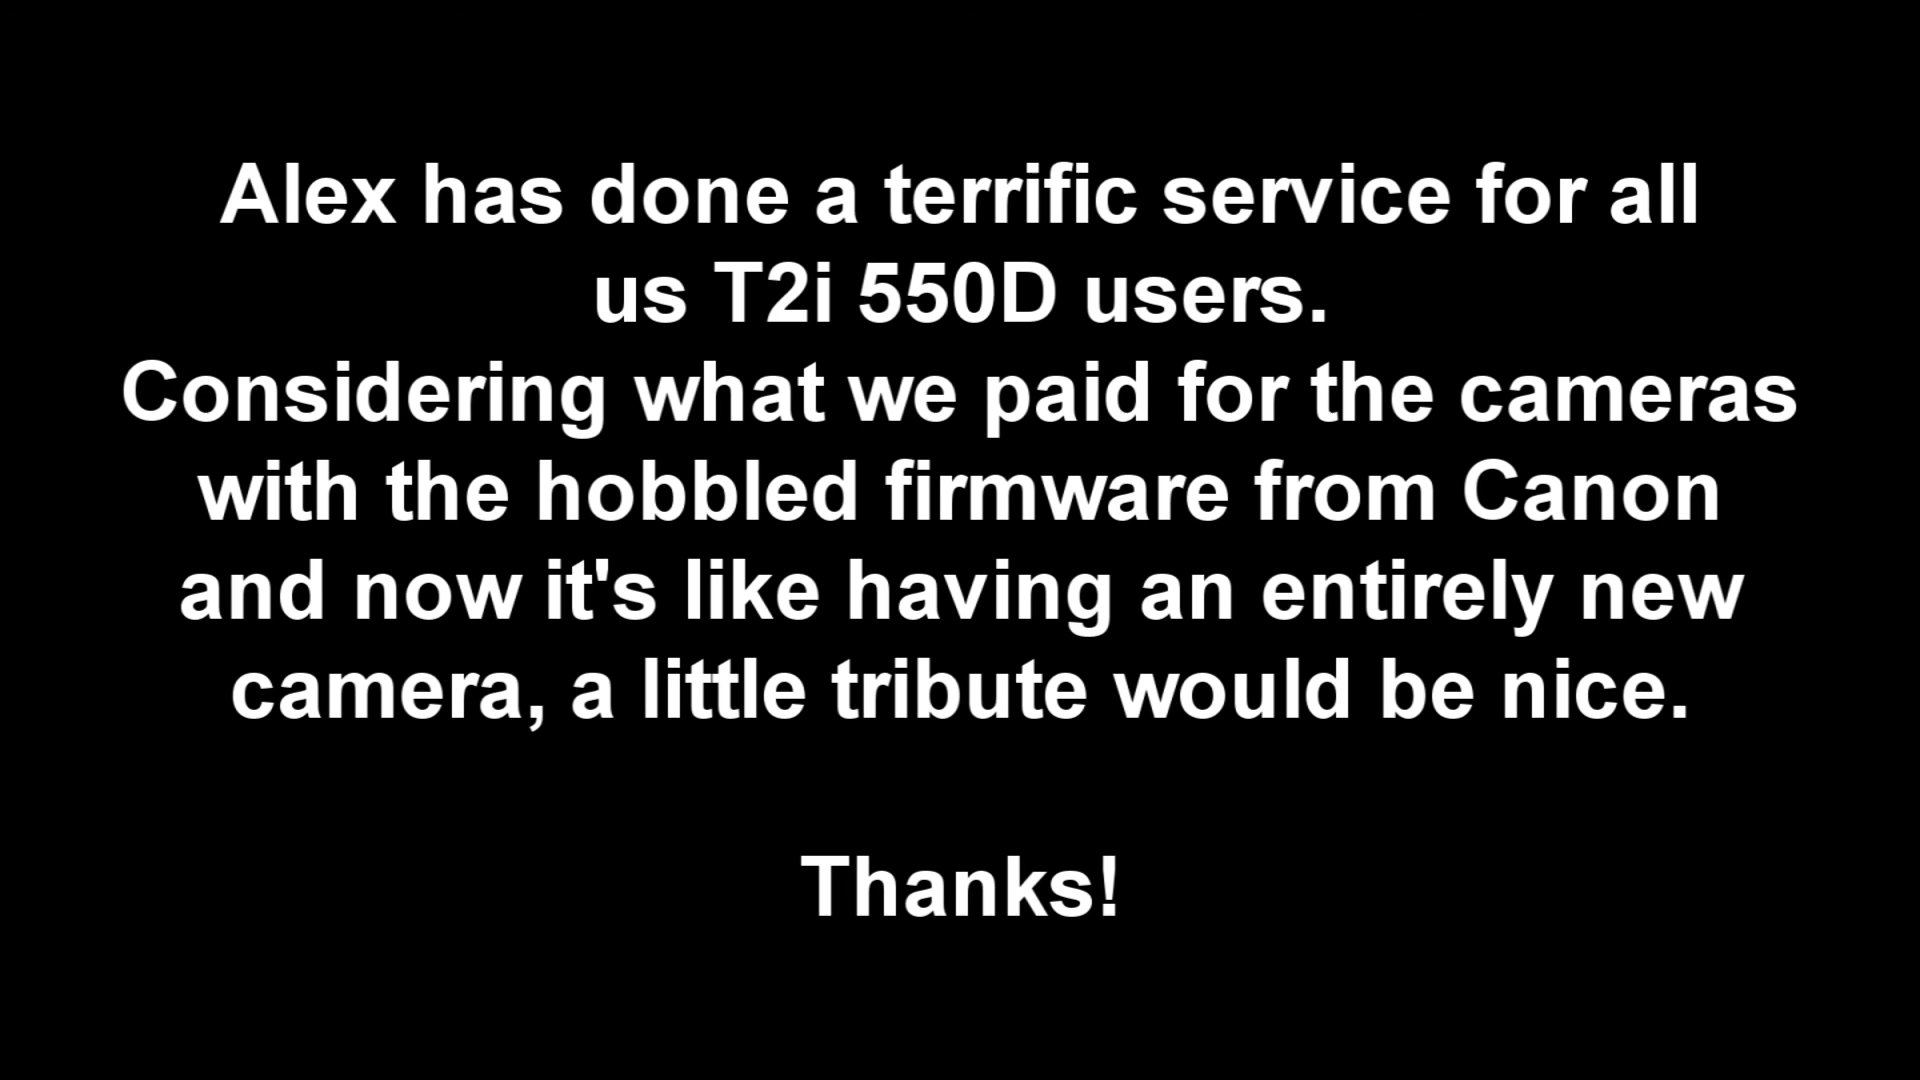 Alex has done a terrific service for all
us T2i 550D users.
Considering what we paid for the cameras
with the hobbled firmware from Canon
and now it's like having an entirely new
camera, a little tribute would be nice.
Thanks!